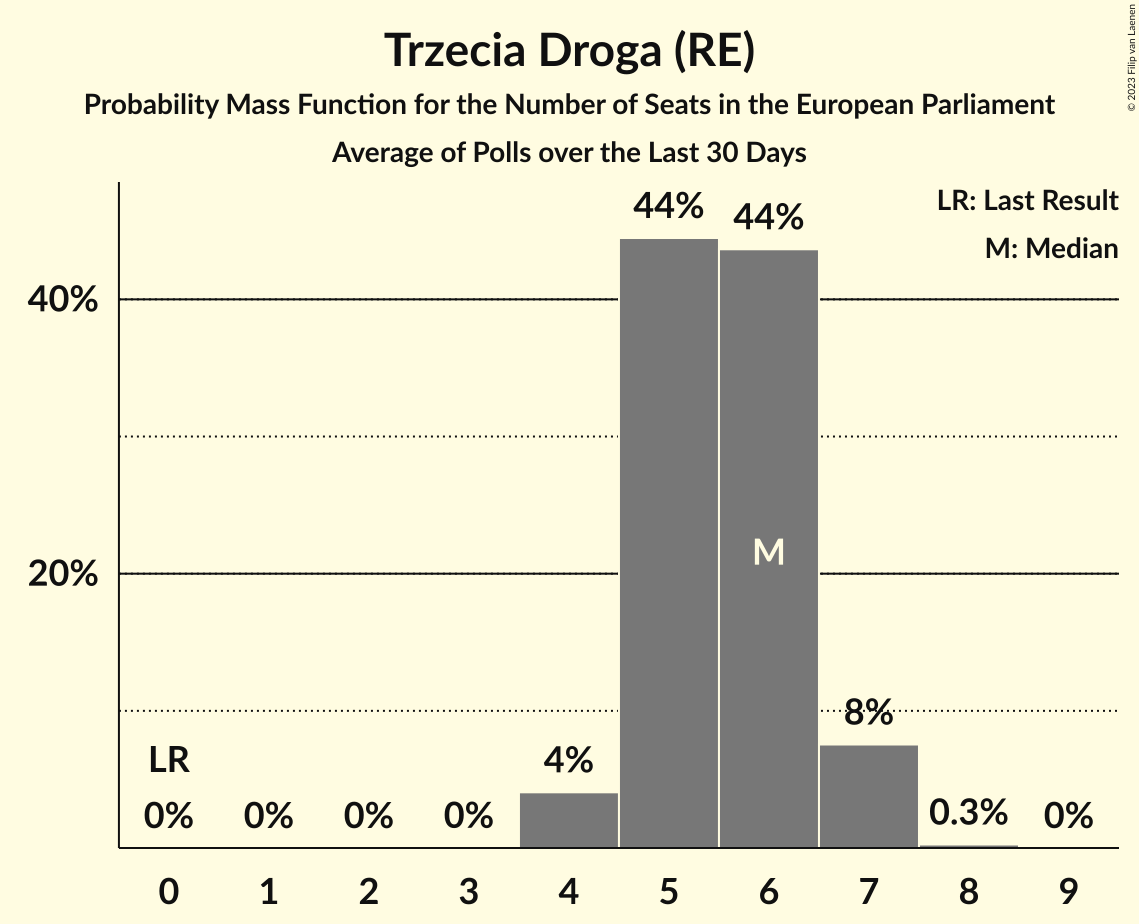 Trzecia Droga (RE)
Probability Mass Function for the Number of Seats in the European Parliament
Average of Polls over the Last 30 Days
© 2023 Filip van Laenen
LR: Last Result
M: Median
44%
44%
40%
M
20%
8%
LR
4%
0%
0%
0%
0%
0.3%
0%
0 1 2 3 4 5 6 7 8 9